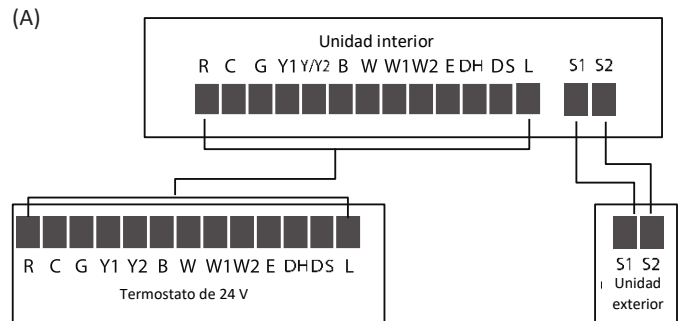 (A)
Unidad interior
R C G Y1 Y/Y2 B W W1 W2 E DH DS L S1 S2
R C G Y1 Y2 B W W1 W2 E DH DS L
Termostato de 24 V
S1 S2
Unidad
exterior